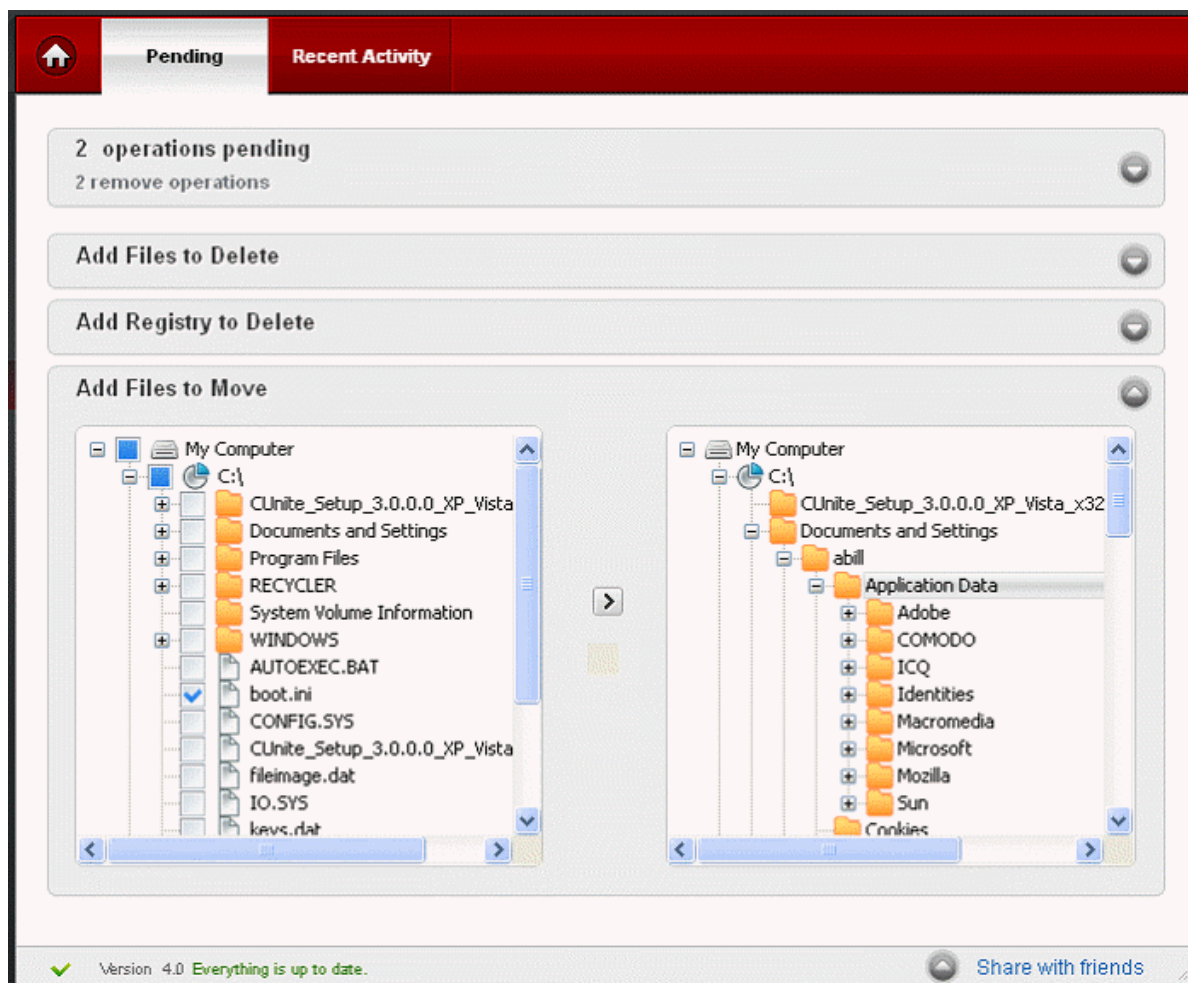 Pending
Recent Activity
2 operations pending
2 remove operations
Add Files to Delete
Add Registry to Delete
Add Files to Move
My Computer
C:\
CUnite_Setup_3.0.0.0_XP_Vista
Documents and Settings
Program Files
RECYCLER
System Volume Information
WINDOWS
AUTOEXEC.BAT
boot.ini
CONFIG.SYS
CUnite_Setup_3.0.0.0_XP_Vista
fileimage.dat
IO.SYS
keys.dat
My Computer
C:\
CUnite_Setup_3.0.0.0_XP_Vista_x32
Documents and Settings
abill
Application Data
Adobe
COMODO
ICQ
Identities
Macromedia
Microsoft
Mozilla
Sun
Cookies
Version 4.0 Everything is up to date.
Share with friends